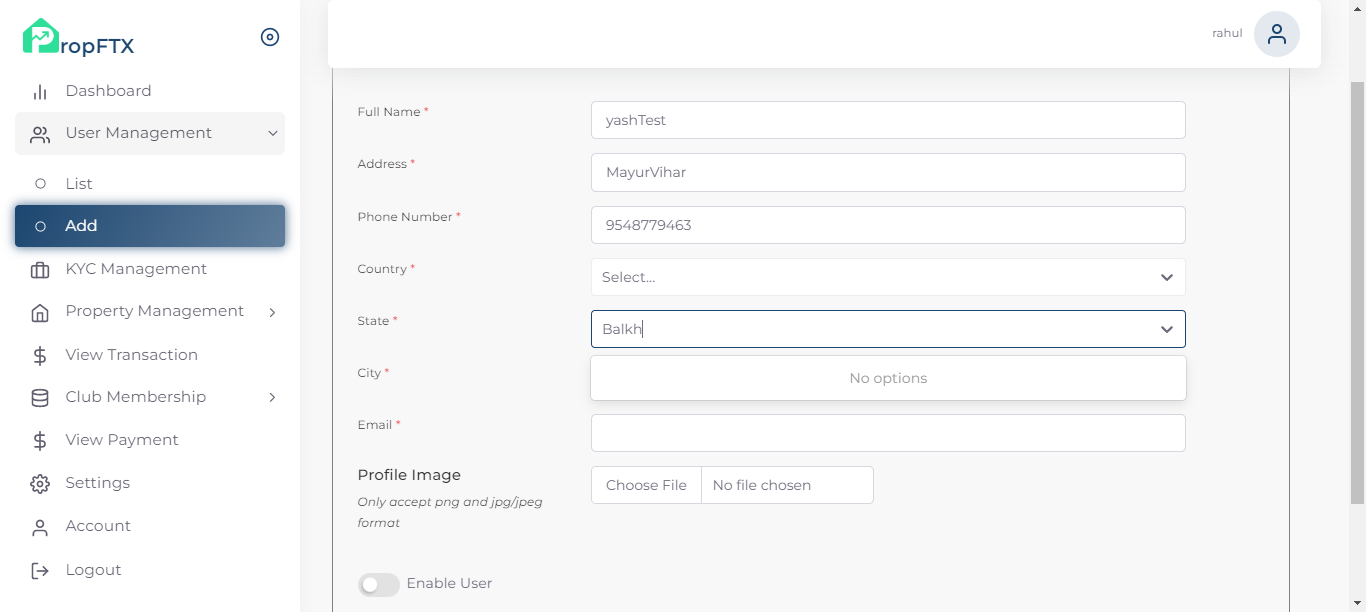 PropFTX
rahul
Dashboard
User Management
List
Add
KYC Management
Property Management
View Transaction
Club Membership
View Payment
Settings
Account
Logout
Full Name *
yashTest
Address *
MayurVihar
Phone Number *
9548779463
Country *
Select...
State *
Balkh
City *
No options
Email *
Profile Image
Choose File No file chosen
Only accept png and jpg/jpeg
format
Enable User